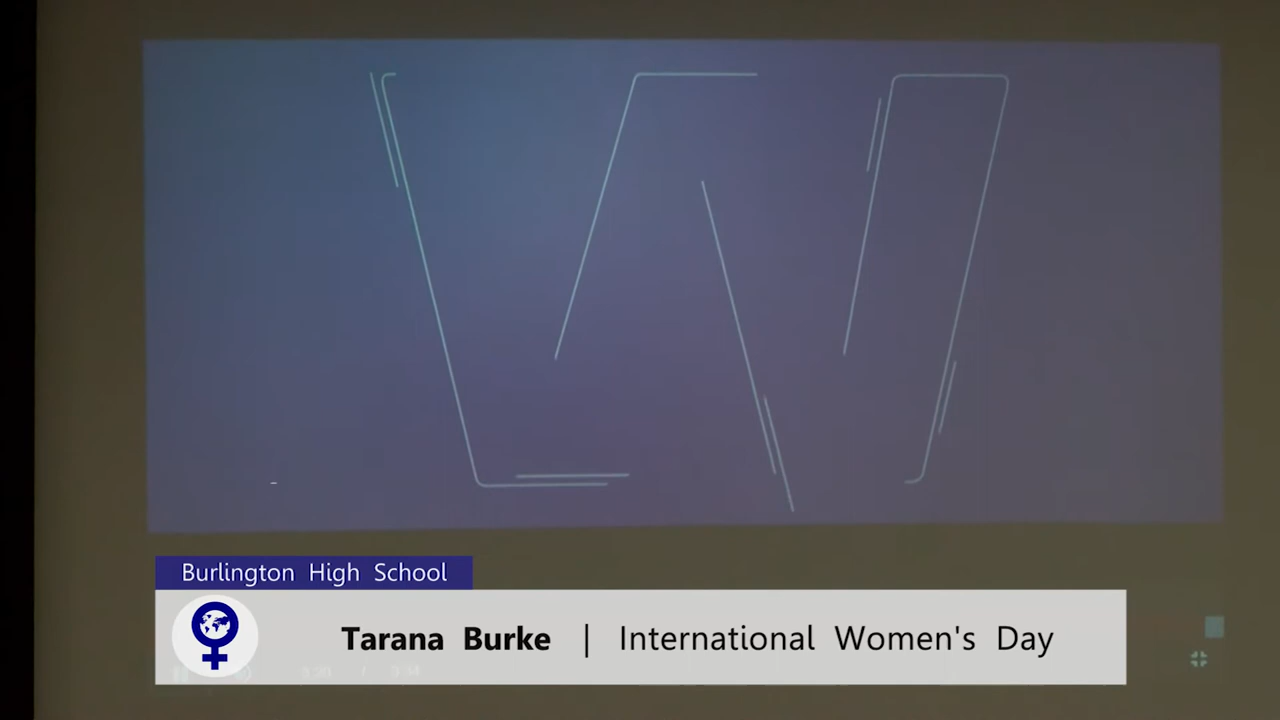 Burlington High School
Tarana Burke | International Women's Day